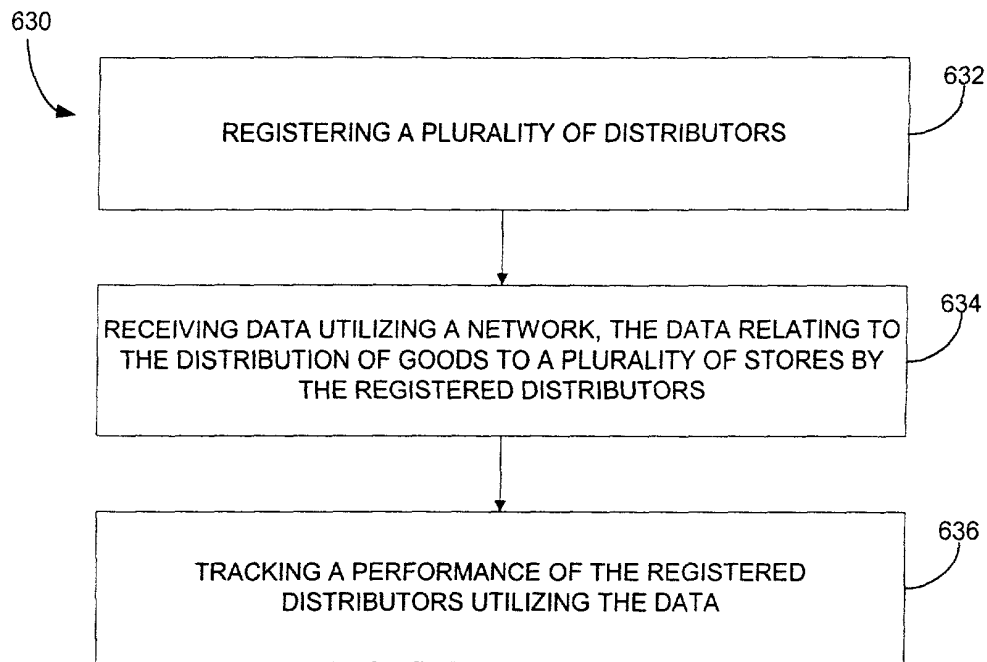 630
632
REGISTERING A PLURALITY OF DISTRIBUTORS
634
RECEIVING DATA UTILIZING A NETWORK, THE DATA RELATING TO
THE DISTRIBUTION OF GOODS TO A PLURALITY OF STORES BY
THE REGISTERED DISTRIBUTORS
636
TRACKING A PERFORMANCE OF THE REGISTERED
DISTRIBUTORS UTILIZING THE DATA